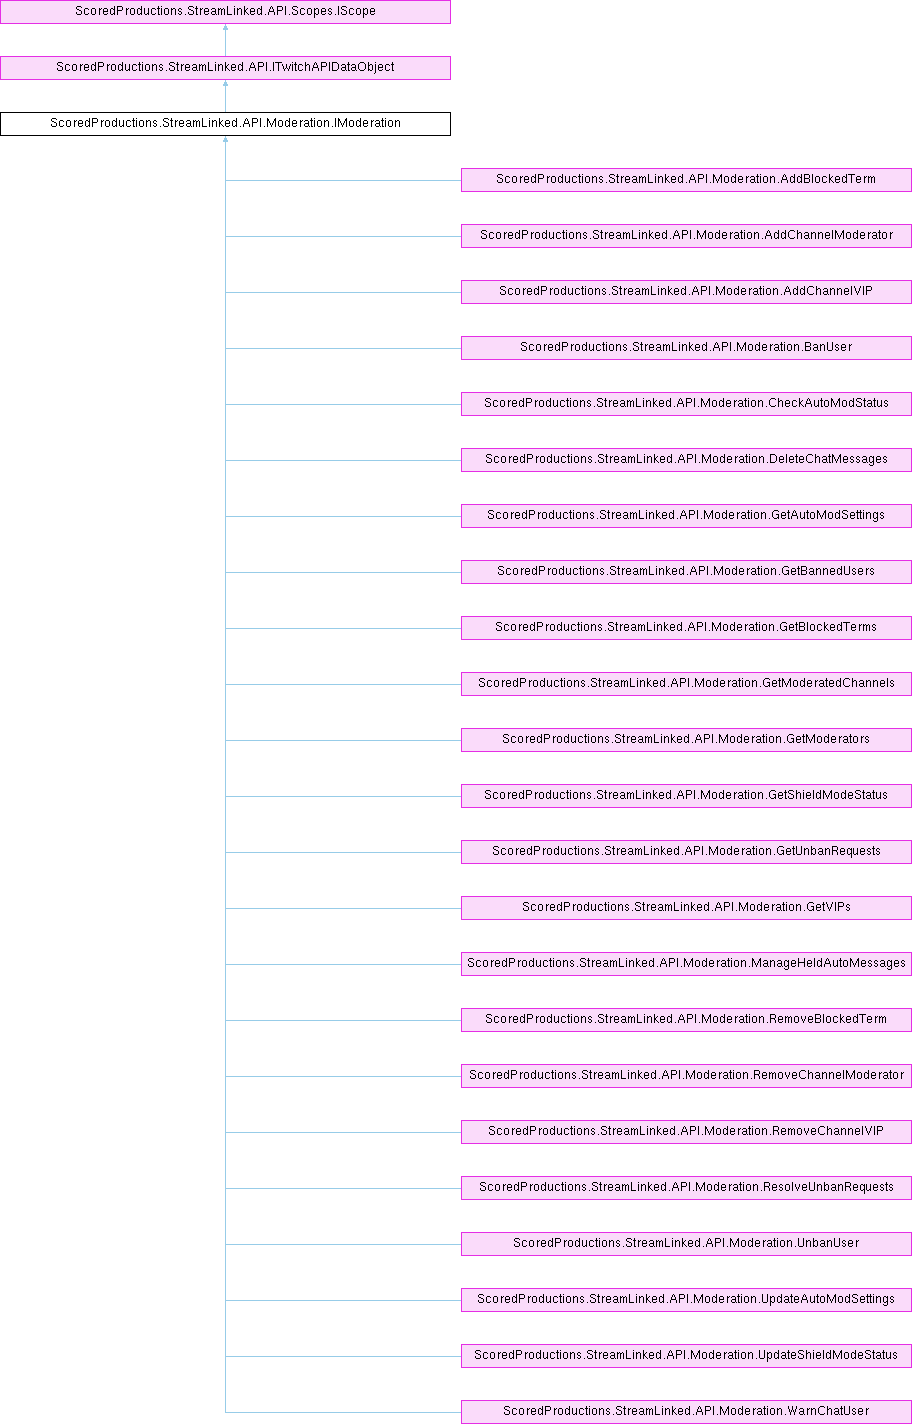 ScoredProductions.StreamLinked.API.Scopes.IScope
ScoredProductions.StreamLinked.API.ITwitchAPIDataObject
ScoredProductions.StreamLinked.API.Moderation.IModeration
ScoredProductions.StreamLinked.API.Moderation.AddBlockedTerm
ScoredProductions.StreamLinked.API.Moderation.AddChannelModerator
ScoredProductions.StreamLinked.API.Moderation.AddChannelVIP
ScoredProductions.StreamLinked.API.Moderation.BanUser
ScoredProductions.StreamLinked.API.Moderation.CheckAutoModStatus
ScoredProductions.StreamLinked.API.Moderation.DeleteChatMessages
ScoredProductions.StreamLinked.API.Moderation.GetAutoModSettings
ScoredProductions.StreamLinked.API.Moderation.GetBannedUsers
ScoredProductions.StreamLinked.API.Moderation.GetBlockedTerms
ScoredProductions.StreamLinked.API.Moderation.GetModeratedChannels
ScoredProductions.StreamLinked.API.Moderation.GetModerators
ScoredProductions.StreamLinked.API.Moderation.GetShieldModeStatus
ScoredProductions.StreamLinked.API.Moderation.GetUnbanRequests
ScoredProductions.StreamLinked.API.Moderation.GetVIPs
ScoredProductions.StreamLinked.API.Moderation.ManageHeldAutoMessages
ScoredProductions.StreamLinked.API.Moderation.RemoveBlockedTerm
ScoredProductions.StreamLinked.API.Moderation.RemoveChannelModerator
ScoredProductions.StreamLinked.API.Moderation.RemoveChannelVIP
ScoredProductions.StreamLinked.API.Moderation.ResolveUnbanRequests
ScoredProductions.StreamLinked.API.Moderation.UnbanUser
ScoredProductions.StreamLinked.API.Moderation.UpdateAutoModSettings
ScoredProductions.StreamLinked.API.Moderation.UpdateShieldModeStatus
ScoredProductions.StreamLinked.API.Moderation.WarnChatUser